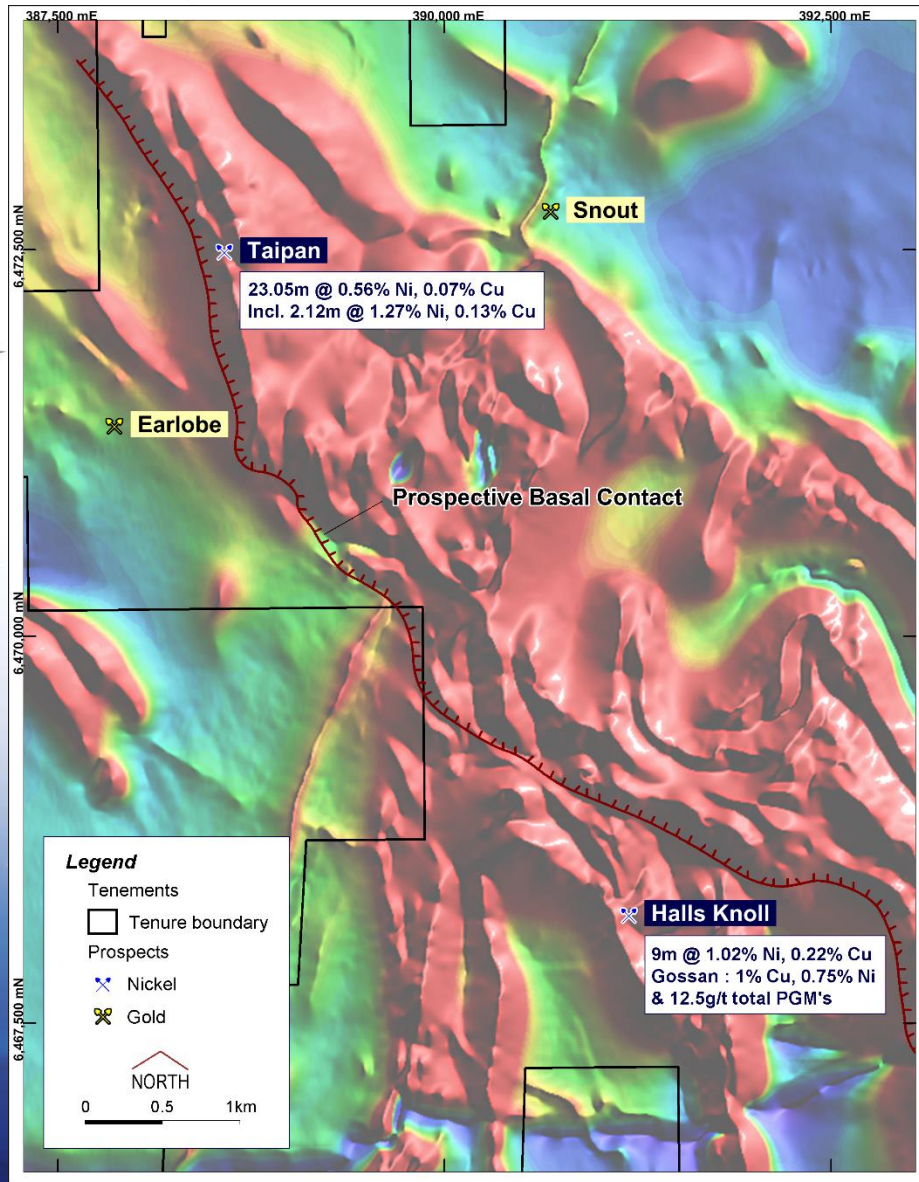 387,500 mE
390,000 mE
392,500 mE
6,472,500 mN
6,470,000 mN
6,467,500 mN
Snout
Taipan
23.05m @ 0.56% Ni, 0.07% Cu
Incl. 2.12m @ 1.27% Ni, 0.13% Cu
Earlobe
Prospective Basal Contact
Halls Knoll
9m @ 1.02% Ni, 0.22% Cu
Gossan : 1% Cu, 0.75% Ni
& 12.5g/t total PGM's
Legend
Tenements
Tenure boundary
Prospects
Nickel
Gold
NORTH
0 0.5 1km